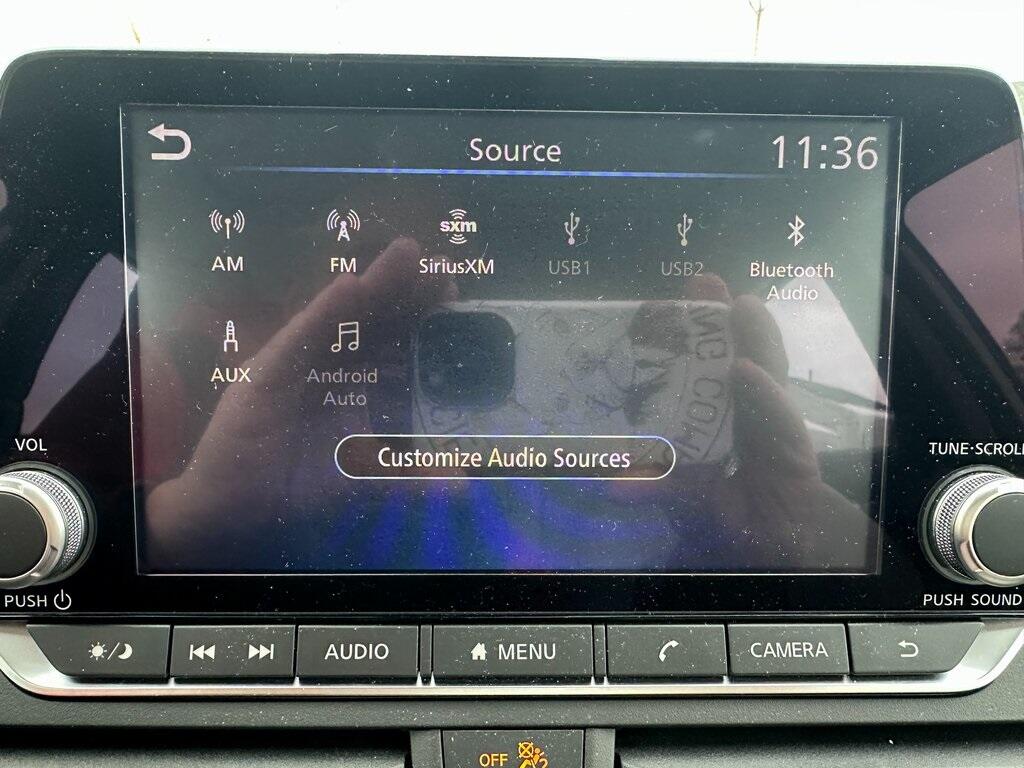 Source
11:36
AM
FM
sxm
SiriusXM
USB1
USB2
Bluetooth
Audio
AUX
Android
Auto
Customize Audio Sources
VOL
TUNE·SCROLL
PUSH
PUSH SOUND
AUDIO
MENU
CAMERA
OFF